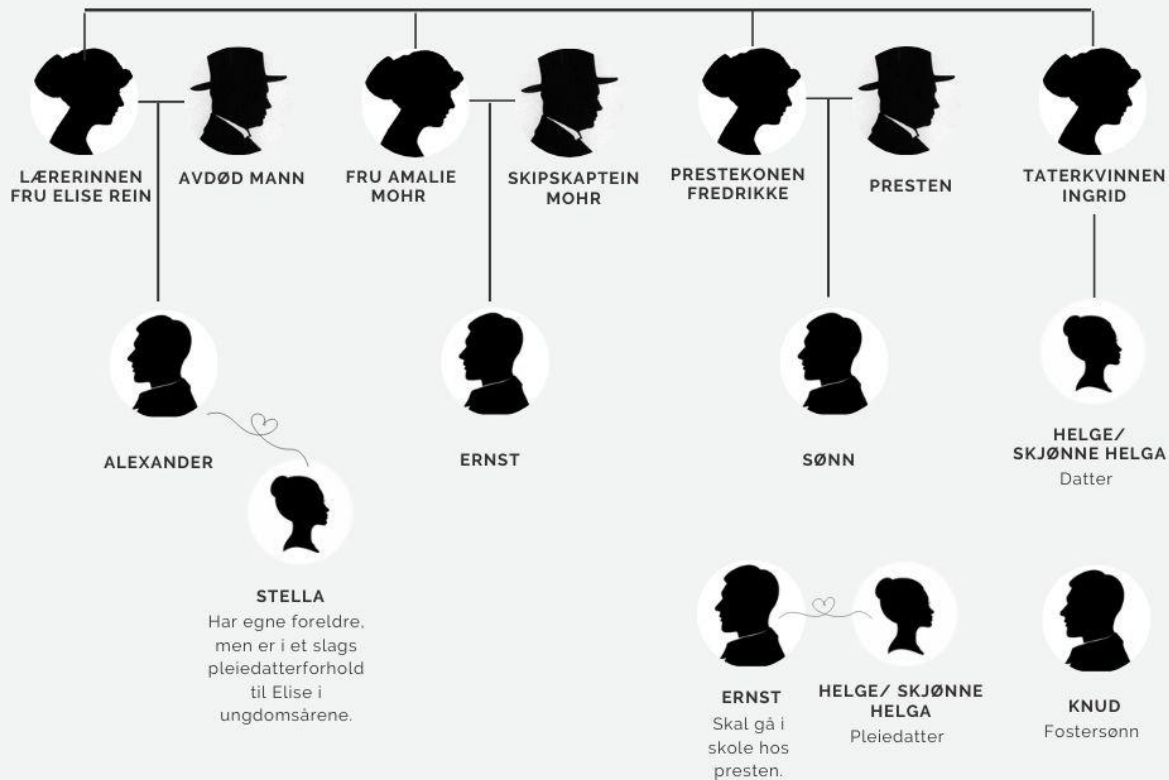 LÆRERINNEN
FRU ELISE REIN
AVDØD MANN
FRU AMALIE
MOHR
SKIPSKAPTEIN
MOHR
PRESTEKONEN
FREDRIKKE
PRESTEN
TATERKVINNEN
INGRID
ALEXANDER
ERNST
SØNN
HELGE/
SKJØNNE HELGA
Datter
STELLA
Har egne foreldre,
men er i et slags
pleiedatterforhold
til Elise i
ungdomsårene.
ERNST
Skal gå i
skole hos
presten.
HELGE/ SKJØNNE
HELGA
Pleiedatter
KNUD
Fostersønn